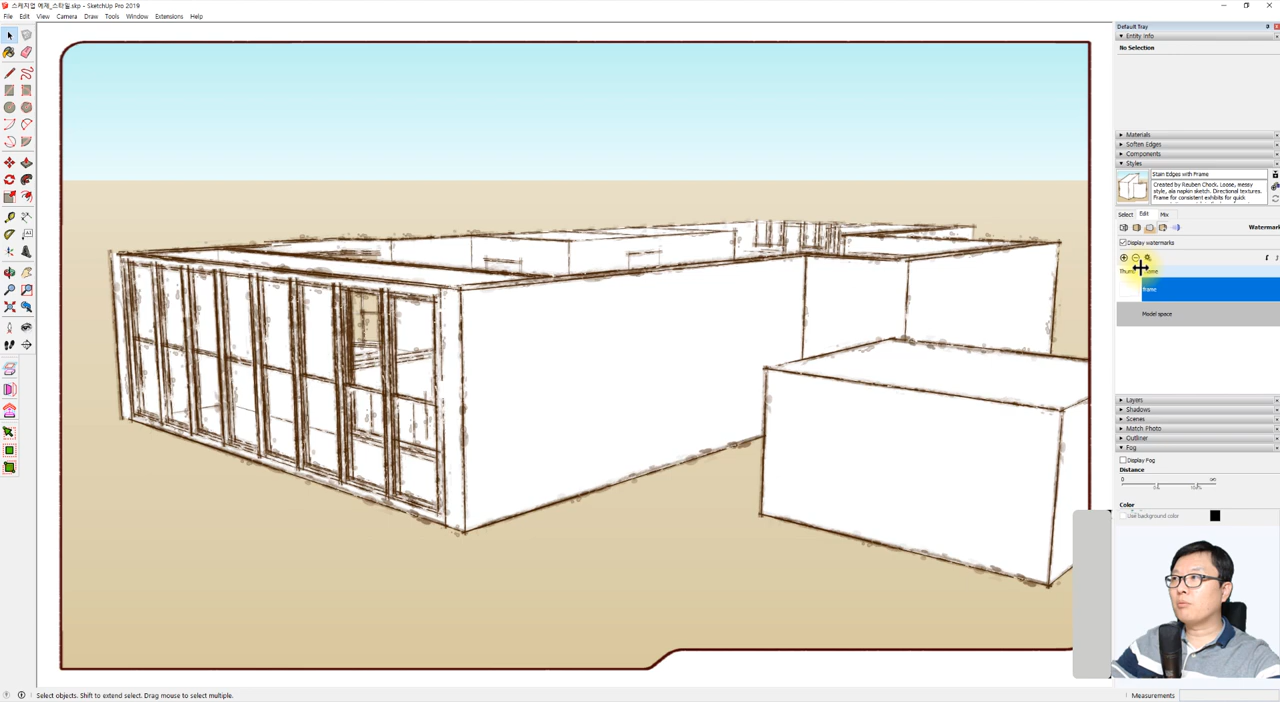 스케치업 예제_스타일.skp - SketchUp Pro 2019
File Edit View Camera Draw Tools Window Extensions Help
Default Tray
Entity Info
No Selection
Materials
Soften Edges
Components
Styles
Stain Edges with Frame
Created by Reuben Chock. Loose, messy
style, ala napkin sketch. Directional textures.
Frame for consistent exhibits for quick
Select Edit Mix
Watermark
Display watermarks
frame
Model space
Layers
Shadows
Scenes
Match Photo
Outliner
Fog
Display Fog
Distance
0 ∞
Color
Use background color
Select objects. Shift to extend select. Drag mouse to select multiple.
Measurements